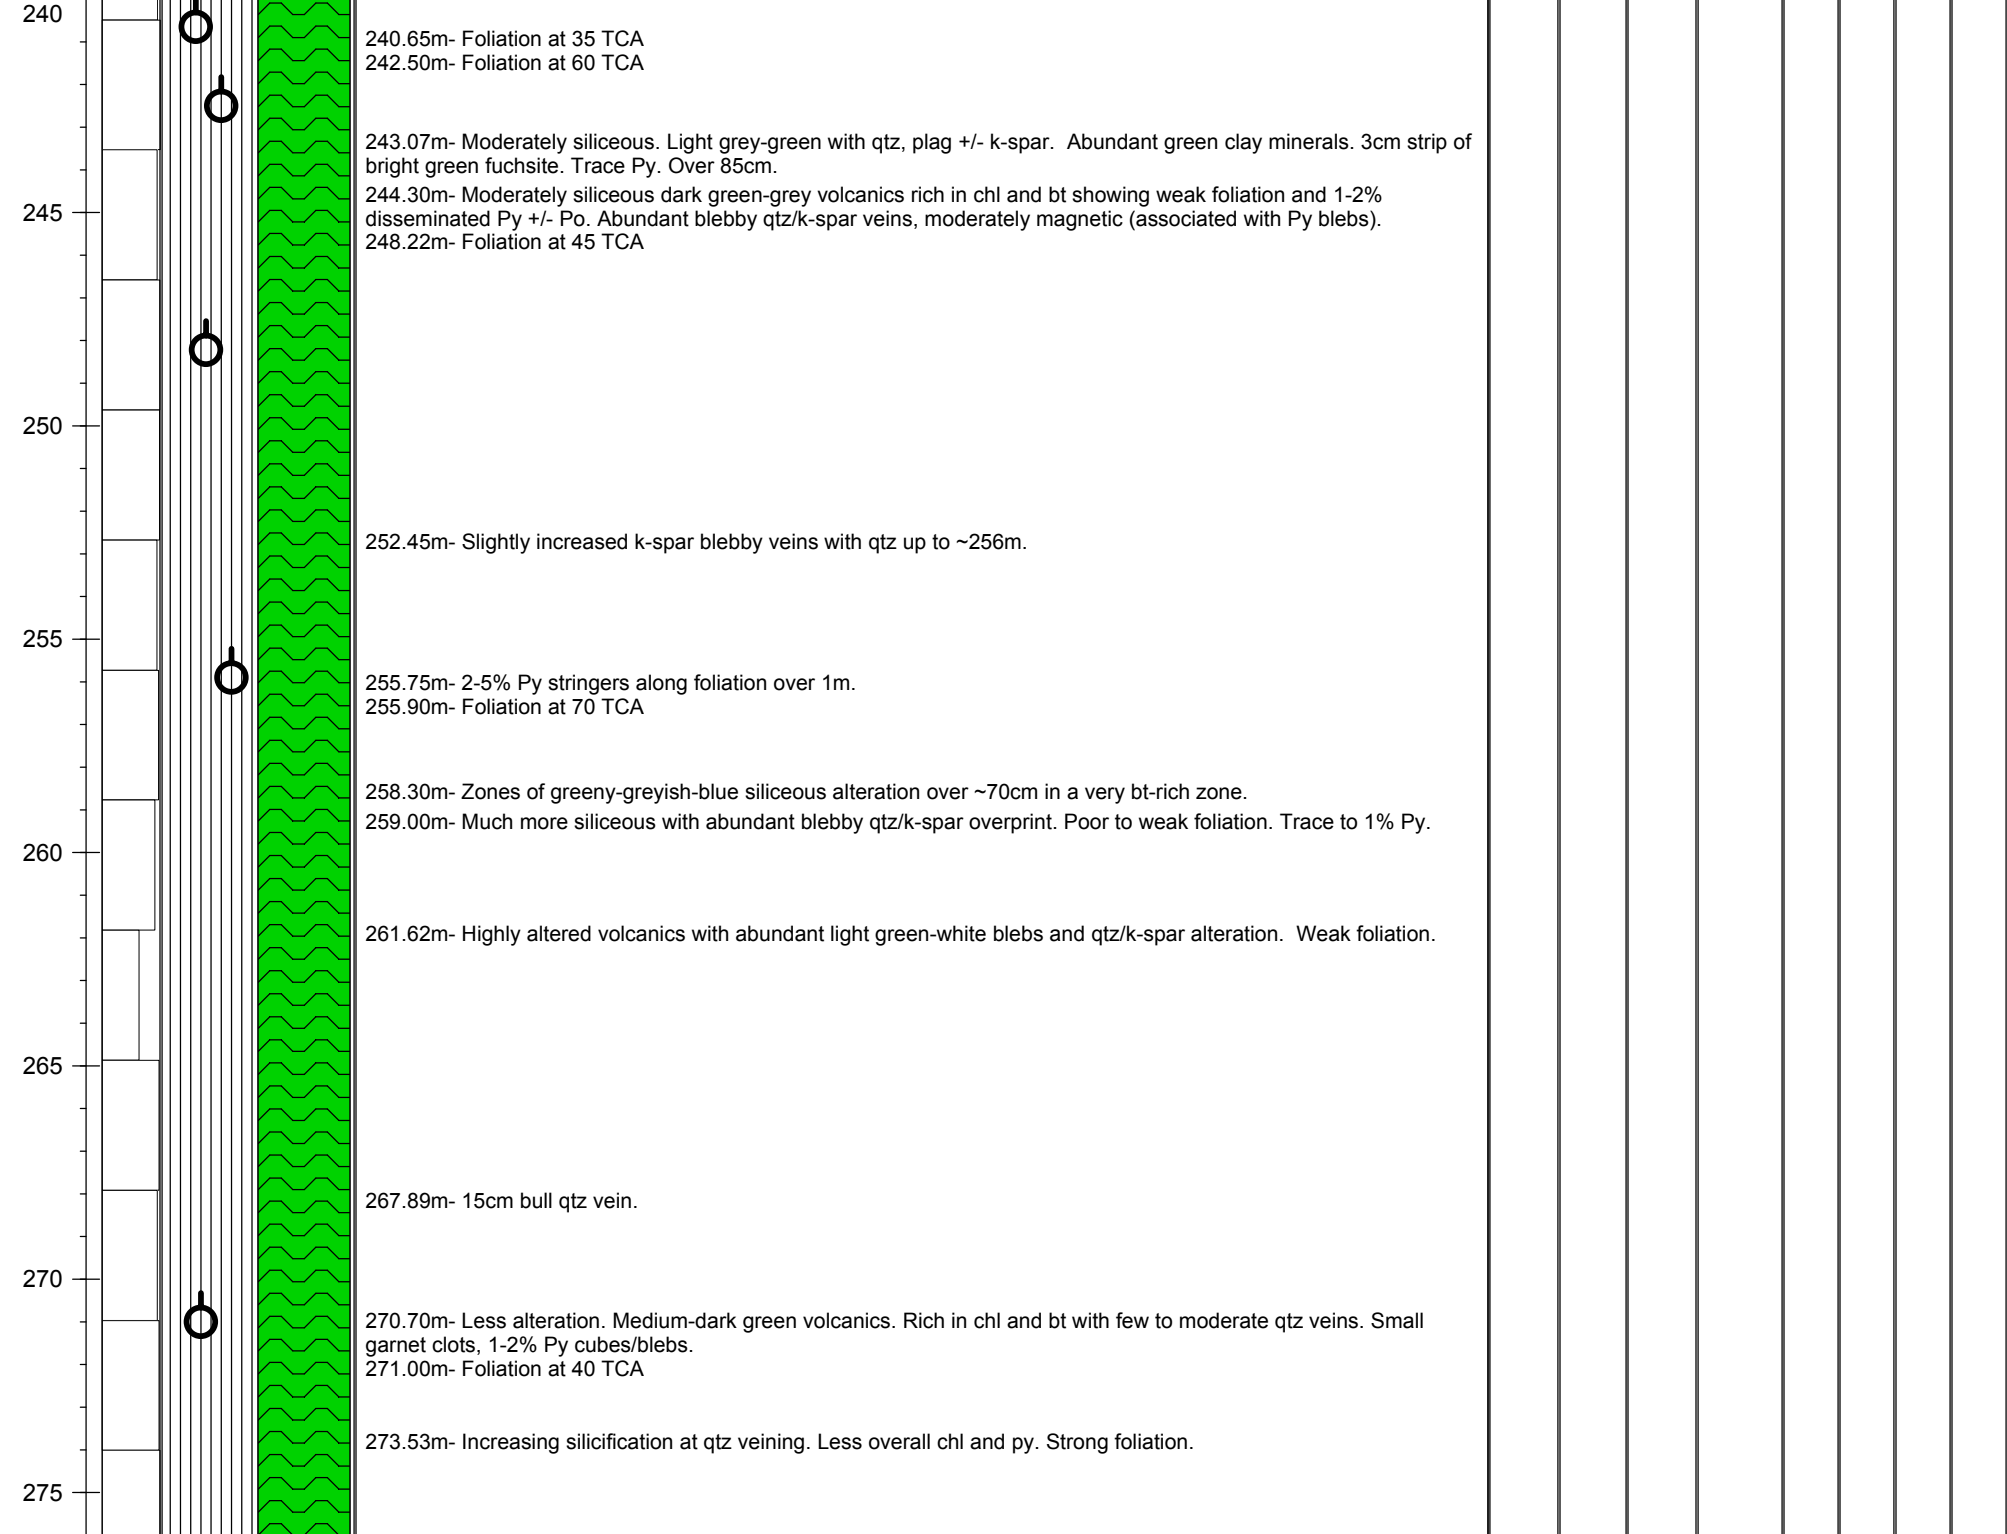 240
240.65m- Foliation at 35 TCA
242.50m- Foliation at 60 TCA
243.07m- Moderately siliceous. Light grey-green with qtz, plag +/- k-spar.  Abundant green clay minerals. 3cm strip of
bright green fuchsite. Trace Py. Over 85cm.
244.30m- Moderately siliceous dark green-grey volcanics rich in chl and bt showing weak foliation and 1-2%
245
disseminated Py +/- Po. Abundant blebby qtz/k-spar veins, moderately magnetic (associated with Py blebs).
248.22m- Foliation at 45 TCA
250
252.45m- Slightly increased k-spar blebby veins with qtz up to ~256m.
255
255.75m- 2-5% Py stringers along foliation over 1m.
255.90m- Foliation at 70 TCA
258.30m- Zones of greeny-greyish-blue siliceous alteration over ~70cm in a very bt-rich zone.
259.00m- Much more siliceous with abundant blebby qtz/k-spar overprint. Poor to weak foliation. Trace to 1% Py.
260
261.62m- Highly altered volcanics with abundant light green-white blebs and qtz/k-spar alteration.  Weak foliation.
265
267.89m- 15cm bull qtz vein.
270
270.70m- Less alteration. Medium-dark green volcanics. Rich in chl and bt with few to moderate qtz veins. Small
garnet clots, 1-2% Py cubes/blebs.
271.00m- Foliation at 40 TCA
273.53m- Increasing silicification at qtz veining. Less overall chl and py. Strong foliation.
275